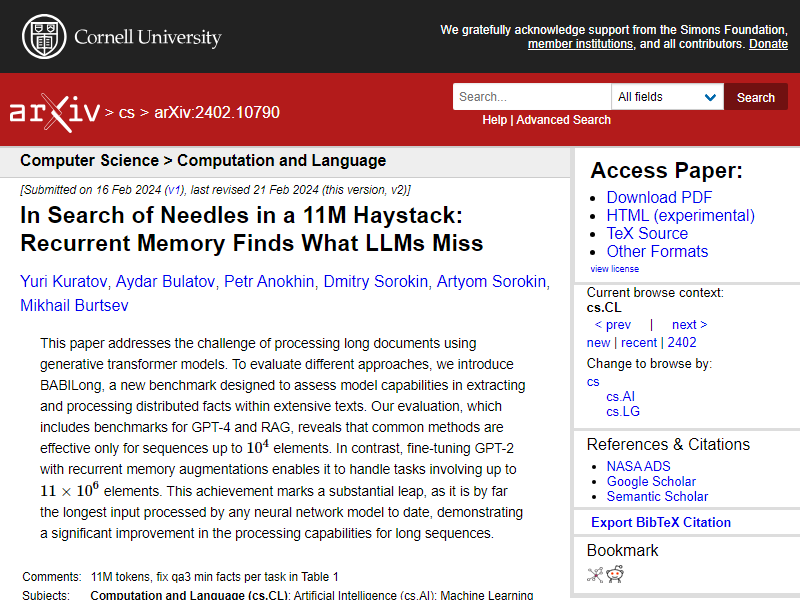 Cornell University
We gratefully acknowledge support from the Simons Foundation,
member institutions, and all contributors. Donate
arXiv > cs > arXiv:2402.10790
Search...
All fields
Search
Help | Advanced Search
Computer Science > Computation and Language
[Submitted on 16 Feb 2024 (v1), last revised 21 Feb 2024 (this version, v2)]
In Search of Needles in a 11M Haystack:
Recurrent Memory Finds What LLMs Miss
Yuri Kuratov, Aydar Bulatov, Petr Anokhin, Dmitry Sorokin, Artyom Sorokin,
Mikhail Burtsev
This paper addresses the challenge of processing long documents using
generative transformer models. To evaluate different approaches, we introduce
BABILong, a new benchmark designed to assess model capabilities in extracting
and processing distributed facts within extensive texts. Our evaluation, which
includes benchmarks for GPT-4 and RAG, reveals that common methods are
effective only for sequences up to 10⁴ elements. In contrast, fine-tuning GPT-2
with recurrent memory augmentations enables it to handle tasks involving up to
11 × 10⁶ elements. This achievement marks a substantial leap, as it is by far
the longest input processed by any neural network model to date, demonstrating
a significant improvement in the processing capabilities for long sequences.
Comments: 11M tokens, fix qa3 min facts per task in Table 1
Subjects: Computation and Language (cs.CL); Artificial Intelligence (cs.AI); Machine Learning
Access Paper:
Download PDF
HTML (experimental)
TeX Source
Other Formats
view license
Current browse context:
cs.CL
< prev | next >
new | recent | 2402
Change to browse by:
cs
cs.AI
cs.LG
References & Citations
NASA ADS
Google Scholar
Semantic Scholar
Export BibTeX Citation
Bookmark